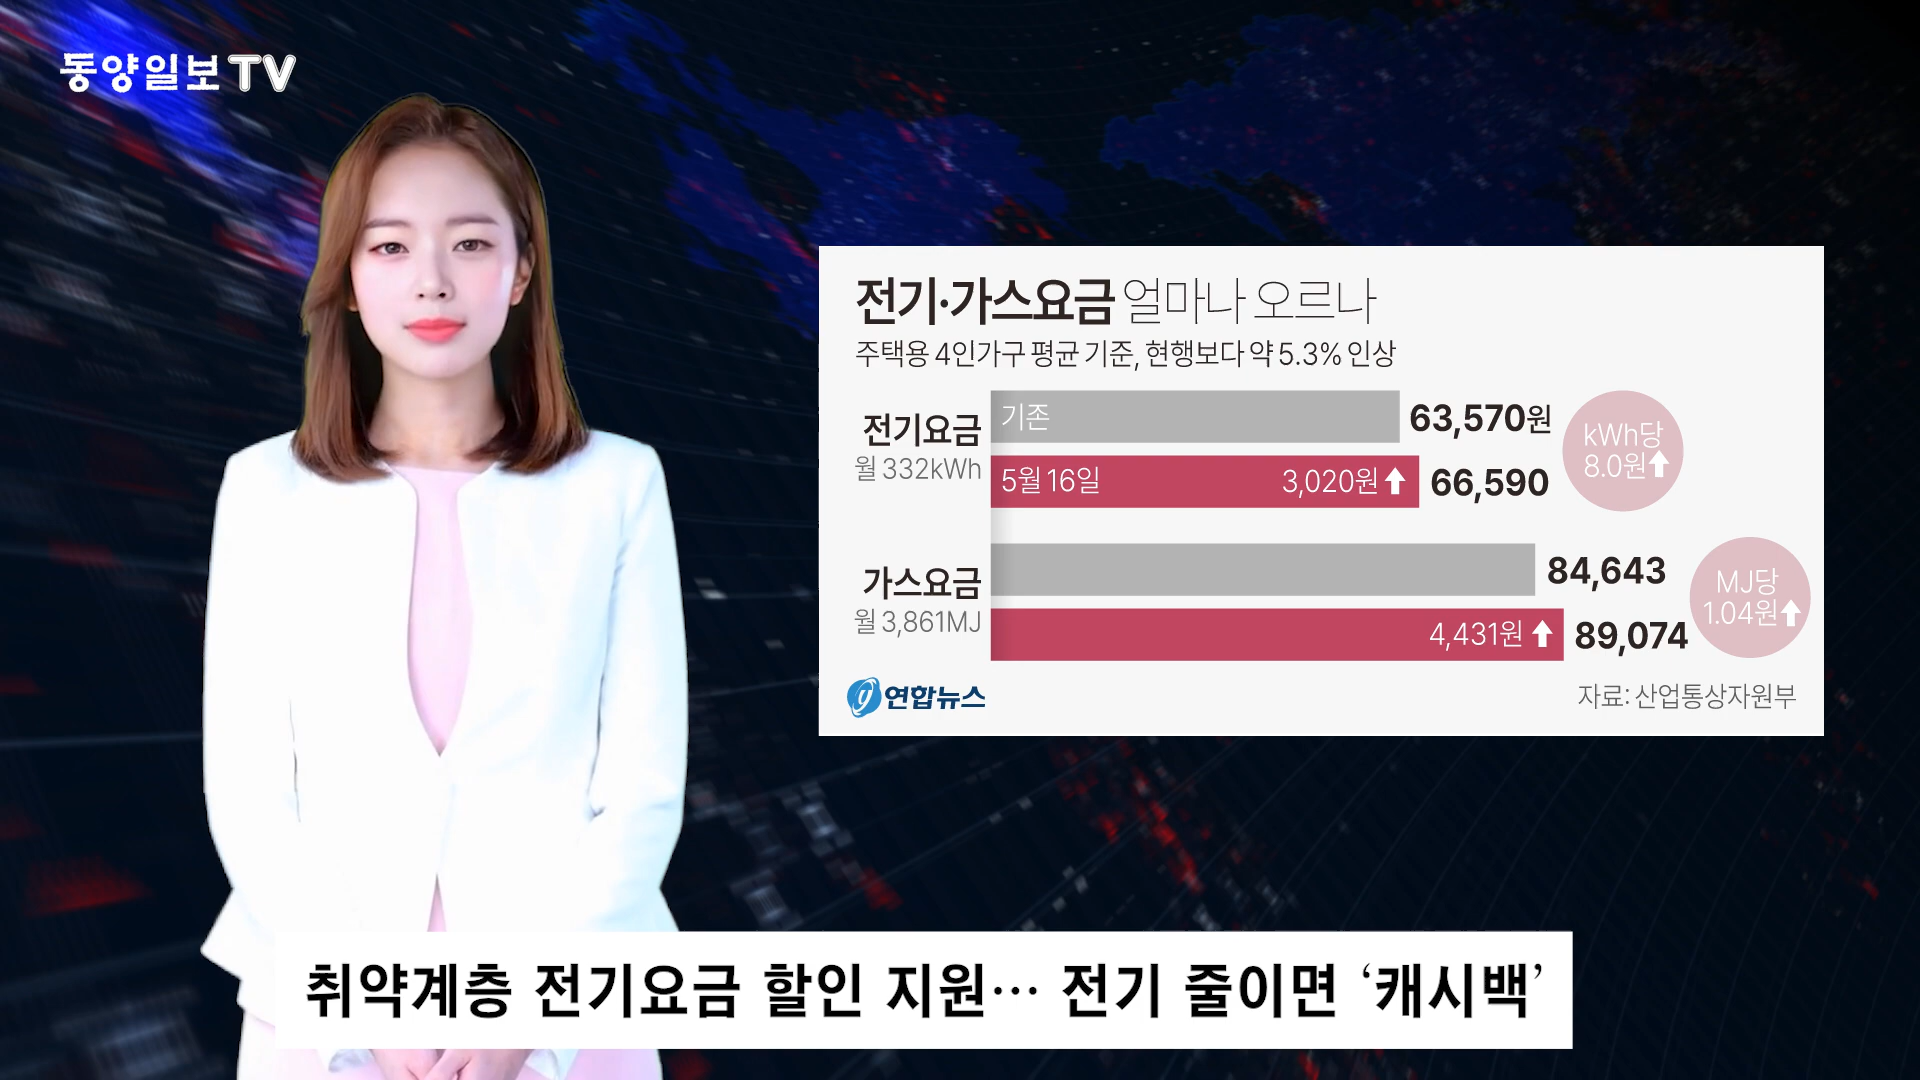 동양일보TV
전기·가스요금 얼마나 오르나
주택용 4인가구 평균 기준, 현행보다 약 5.3% 인상
전기요금
월 332kWh
기존
63,570원
5월 16일
3,020원
66,590
kWh당
8.0원
가스요금
월 3,861MJ
84,643
4,431원
89,074
MJ당
1.04원
y 연합뉴스
자료: 산업통상자원부
취약계층 전기요금 할인 지원… 전기 줄이면 ‘캐시백’